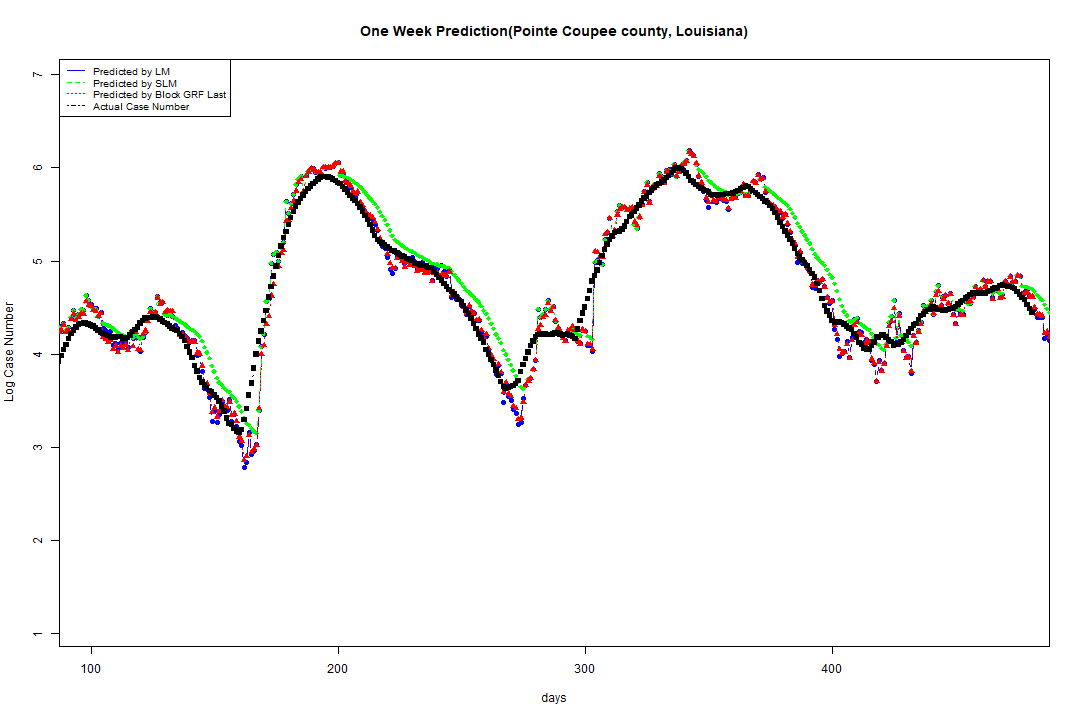 One Week Prediction(Pointe Coupee county, Louisiana)
Predicted by LM
Predicted by SLM
Predicted by Block GRF Last
Actual Case Number
7
6
5
4
3
2
1
Log Case Number
100
200
300
400
days